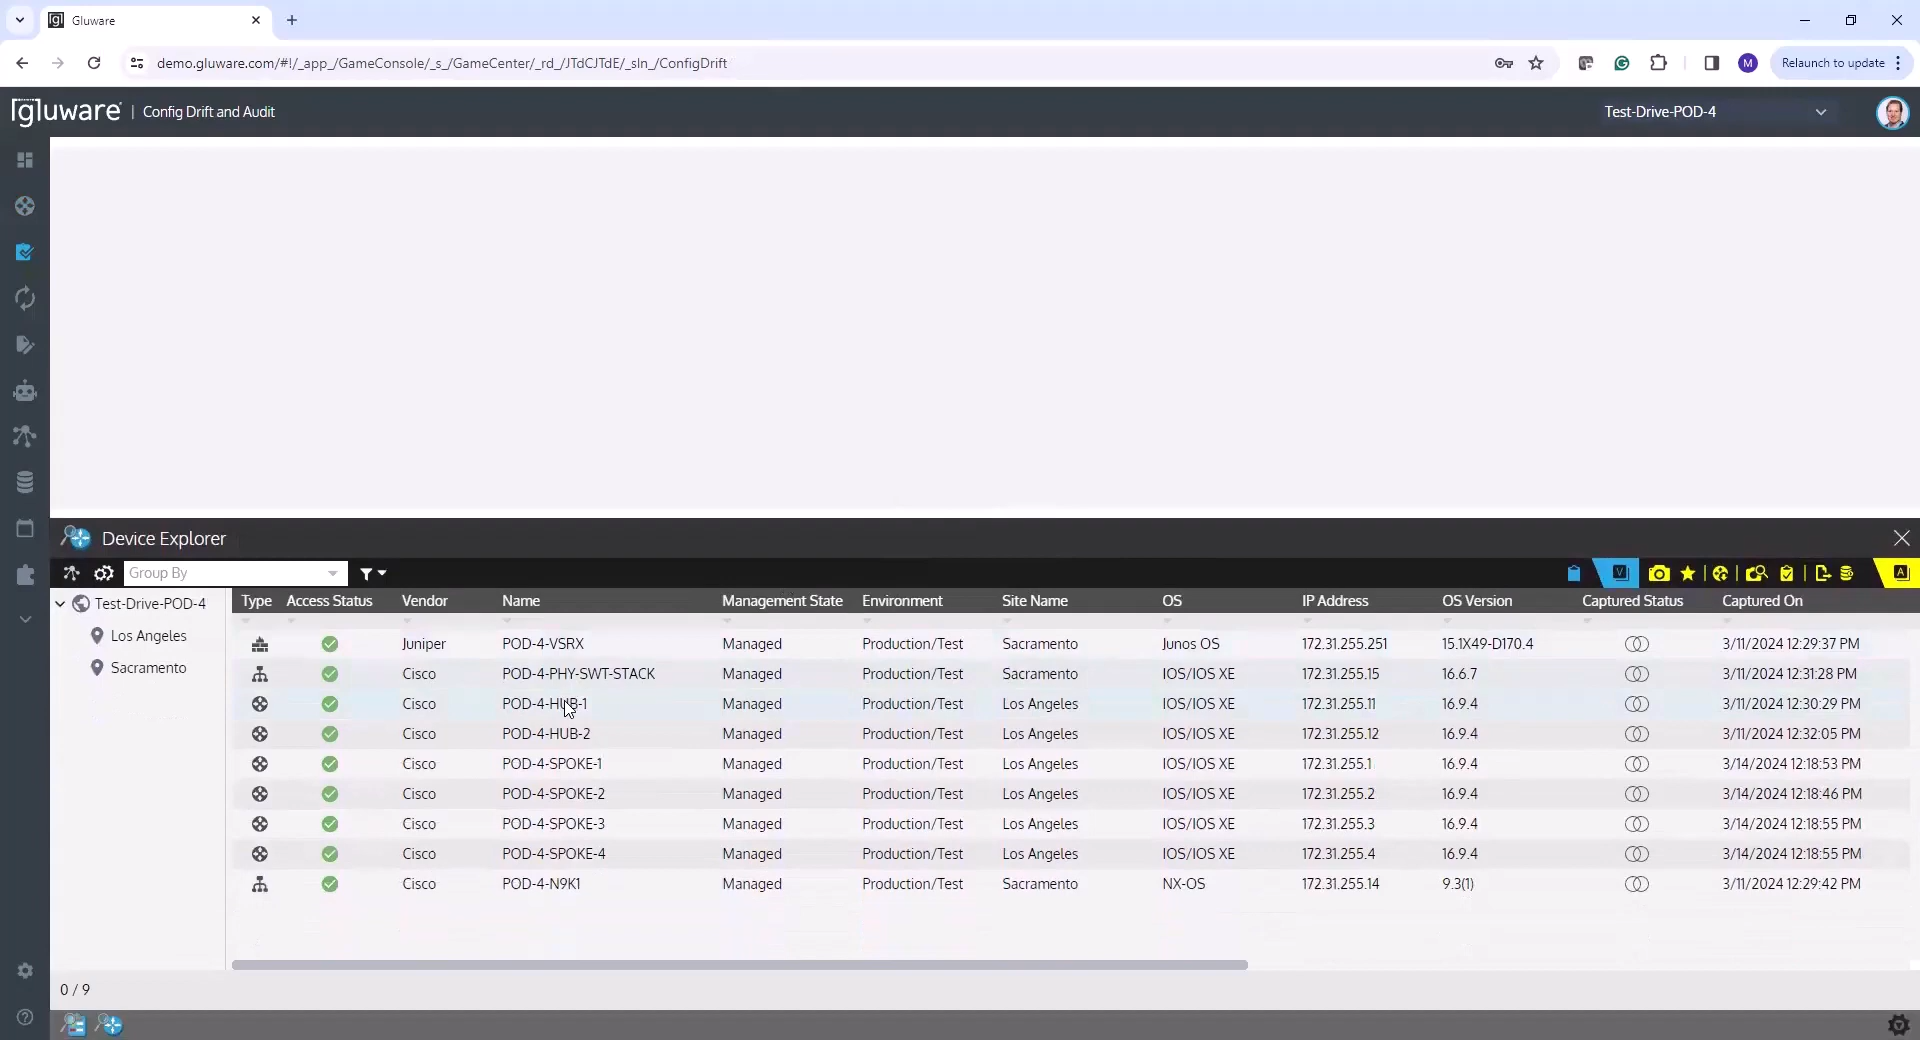 Gluware
demo.gluware.com/#!/_app_/GameConsole/_s_/GameCenter/_rd_/JTdCJTdE/_sln_/ConfigDrift
M
Relaunch to update
[gluware | Config Drift and Audit
Test-Drive-POD-4
Device Explorer
Group By
V
A
Test-Drive-POD-4
Los Angeles
Sacramento
Type Access Status Vendor Name Management State Environment Site Name OS IP Address OS Version Captured Status Captured On
Juniper POD-4-VSRX Managed Production/Test Sacramento Junos OS 172.31.255.251 15.1X49-D170.4 3/11/2024 12:29:37 PM
Cisco POD-4-PHY-SWT-STACK Managed Production/Test Sacramento IOS/IOS XE 172.31.255.15 16.6.7 3/11/2024 12:31:28 PM
Cisco POD-4-HUB-1 Managed Production/Test Los Angeles IOS/IOS XE 172.31.255.11 16.9.4 3/11/2024 12:30:29 PM
Cisco POD-4-HUB-2 Managed Production/Test Los Angeles IOS/IOS XE 172.31.255.12 16.9.4 3/11/2024 12:32:05 PM
Cisco POD-4-SPOKE-1 Managed Production/Test Los Angeles IOS/IOS XE 172.31.255.1 16.9.4 3/14/2024 12:18:53 PM
Cisco POD-4-SPOKE-2 Managed Production/Test Los Angeles IOS/IOS XE 172.31.255.2 16.9.4 3/14/2024 12:18:46 PM
Cisco POD-4-SPOKE-3 Managed Production/Test Los Angeles IOS/IOS XE 172.31.255.3 16.9.4 3/14/2024 12:18:55 PM
Cisco POD-4-SPOKE-4 Managed Production/Test Los Angeles IOS/IOS XE 172.31.255.4 16.9.4 3/14/2024 12:18:55 PM
Cisco POD-4-N9K1 Managed Production/Test Sacramento NX-OS 172.31.255.14 9.3(1) 3/11/2024 12:29:42 PM
0 / 9